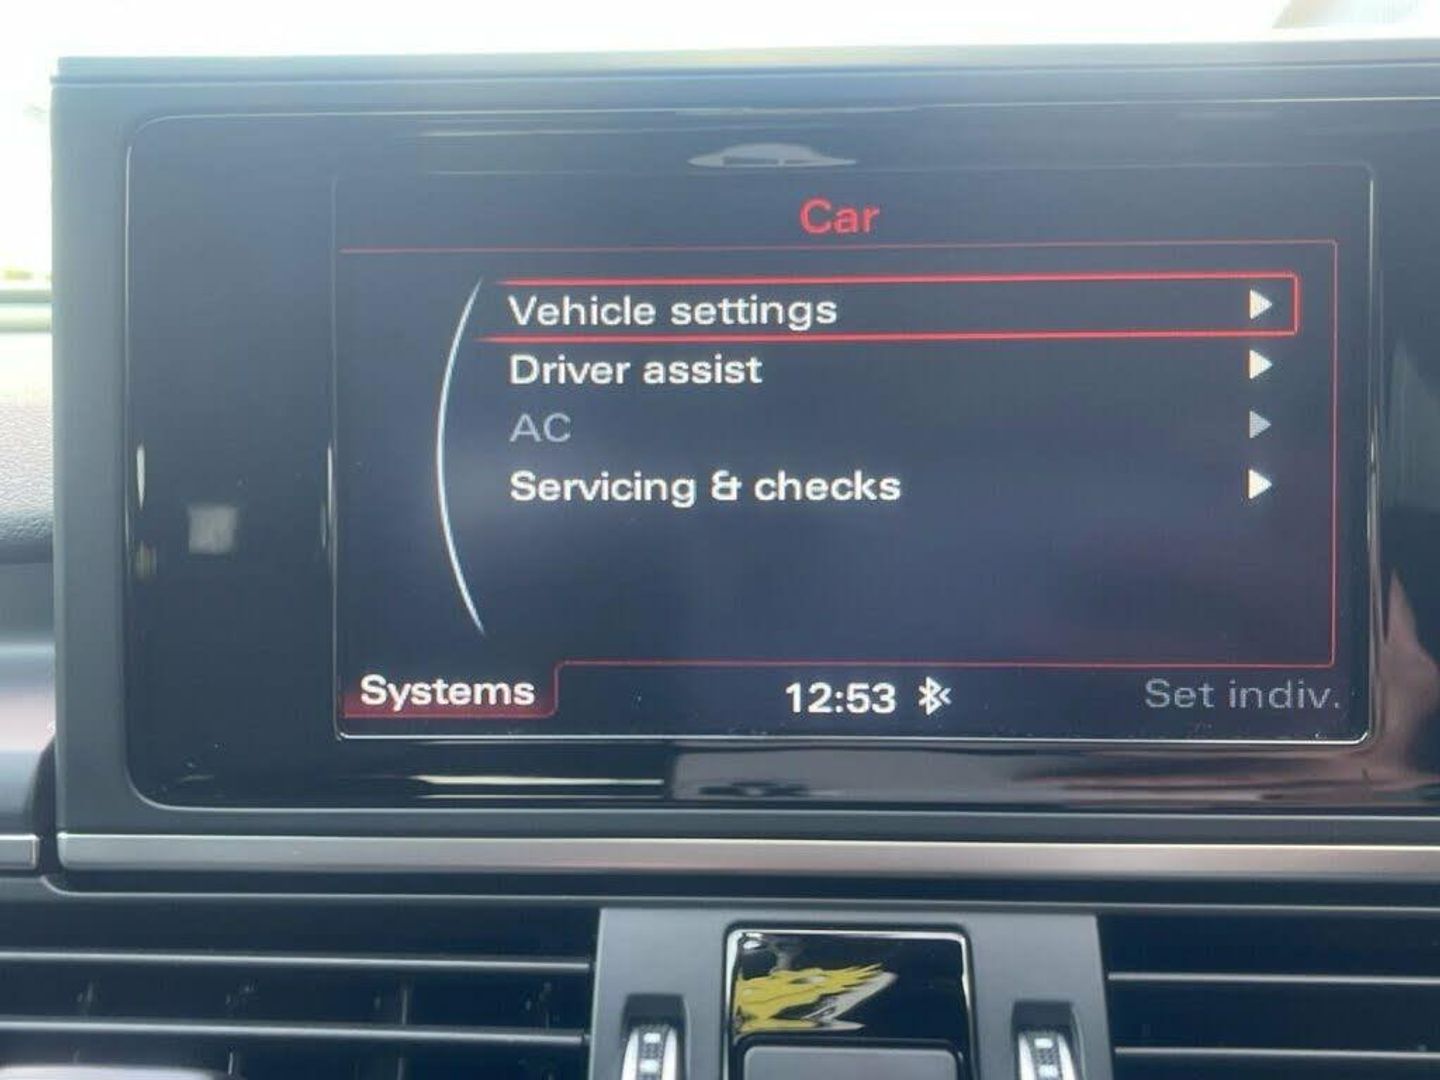 Car
Vehicle settings
Driver assist
AC
Servicing & checks
Systems
12:53
Set indiv.